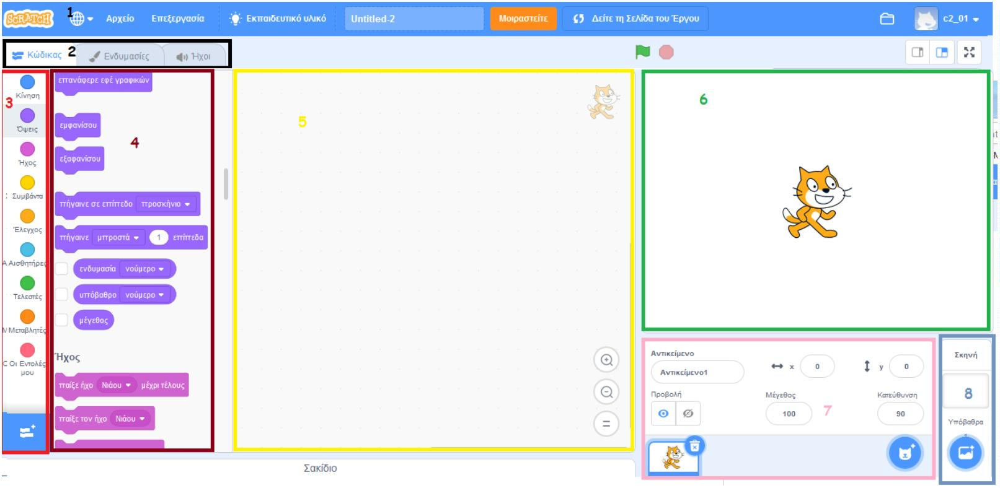 SCRATCH
1
Αρχείο
Επεξεργασία
Εκπαιδευτικό υλικό
Untitled-2
Μοιραστείτε
Δείτε τη Σελίδα του Έργου
c2_01
Κώδικας
2
Ενδυμασίες
Ήχοι
3
Κίνηση
Όψεις
Ήχος
Συμβάντα
Έλεγχος
Αισθητήρες
Τελεστές
Μεταβλητές
Οι Εντολές
μου
επανάφερε εφέ γραφικών
εμφανίσου
4
εξαφανίσου
πήγαινε σε επίπεδο προσκήνιο
πήγαινε μπροστά 1 επίπεδα
ενδυμασία νούμερο
υπόβαθρο νούμερο
μέγεθος
Ήχος
παίξε ήχο Νιάου μέχρι τέλους
παίξε τον ήχο Νιάου
5
=
Σακίδιο
6
Αντικείμενο
Αντικείμενο1
x 0
y 0
Προβολή
Μέγεθος
100
7
Κατεύθυνση
90
Σκηνή
8
Υπόβαθρα
1